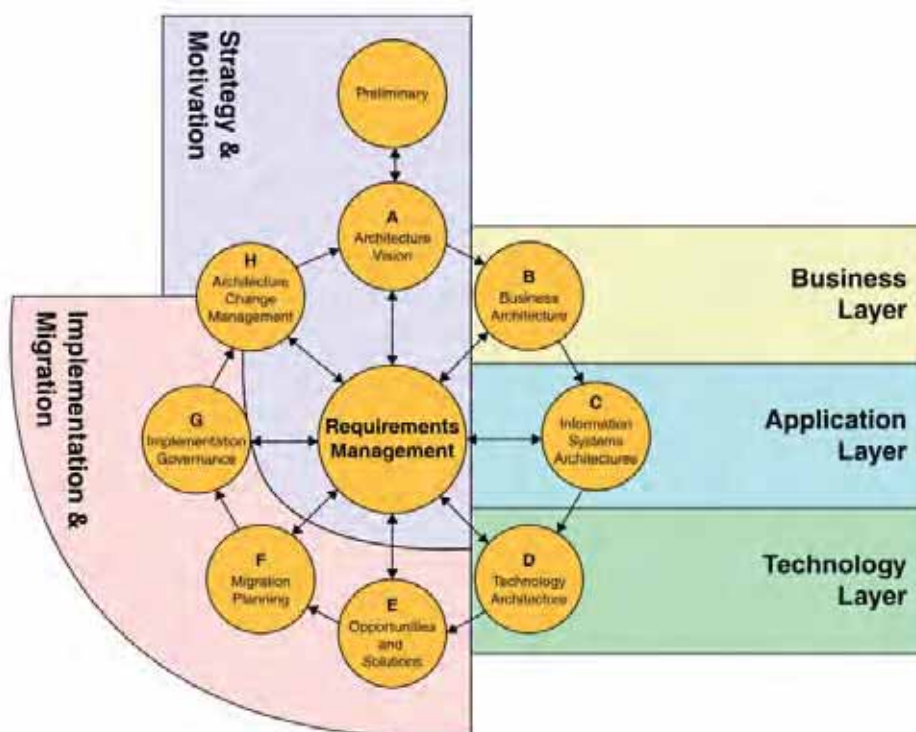 Strategy &
Motivation
Preliminary
A
Architecture
Vision
H
Architecture
Change
Management
B
Business
Architecture
Business
Layer
Implementation &
Migration
G
Implementation
Governance
Requirements
Management
C
Information
Systems
Architectures
Application
Layer
F
Migration
Planning
E
Opportunities
and
Solutions
D
Technology
Architecture
Technology
Layer